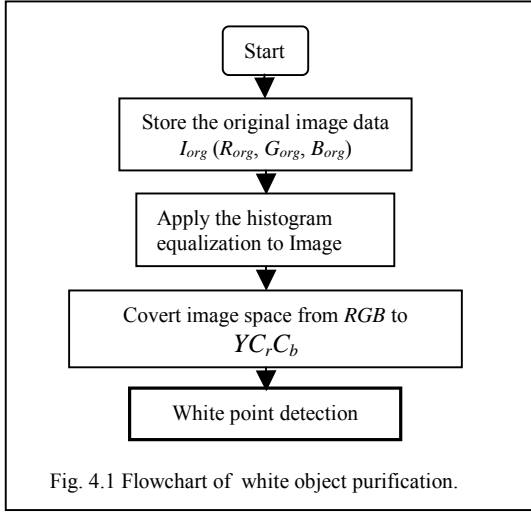 Start
Store the original image data
Iorg (Rorg, Gorg, Borg)
Apply the histogram
equalization to Image
Covert image space from RGB to
YCrCb
White point detection
Fig. 4.1 Flowchart of white object purification.